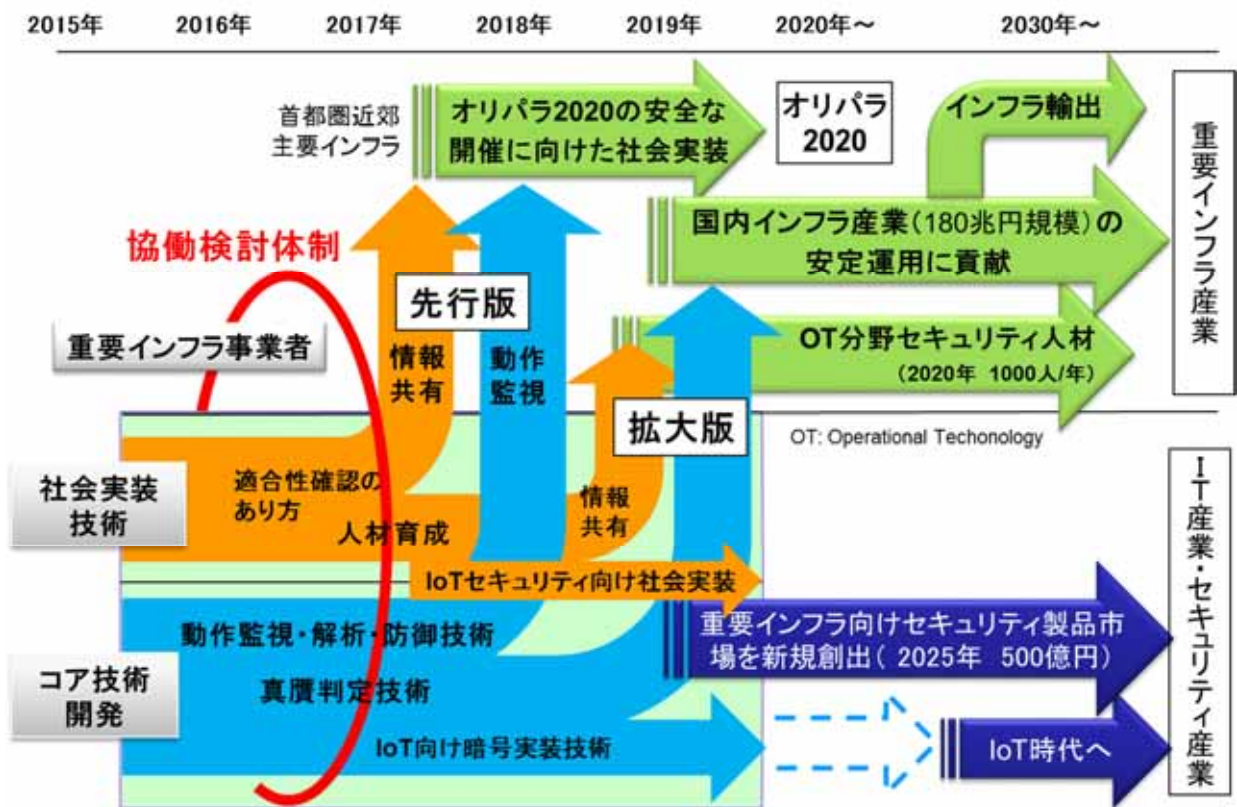 2015年 2016年 2017年 2018年 2019年 2020年～ 2030年～
首都圏近郊
主要インフラ
オリパラ2020の安全な
開催に向けた社会実装
オリパラ
2020
インフラ輸出
重要インフラ産業
国内インフラ産業(180兆円規模)の
安定運用に貢献
協働検討体制
先行版
重要インフラ事業者
情報
共有
動作
監視
OT分野セキュリティ人材
(2020年 1000人/年)
拡大版
OT: Operational Techonology
社会実装
技術
適合性確認の
あり方
人材育成
情報
共有
IoTセキュリティ向け社会実装
IT産業・セキュリティ産業
コア技術
開発
動作監視・解析・防御技術
真贋判定技術
IoT向け暗号実装技術
重要インフラ向けセキュリティ製品市
場を新規創出( 2025年 500億円)
IoT時代へ